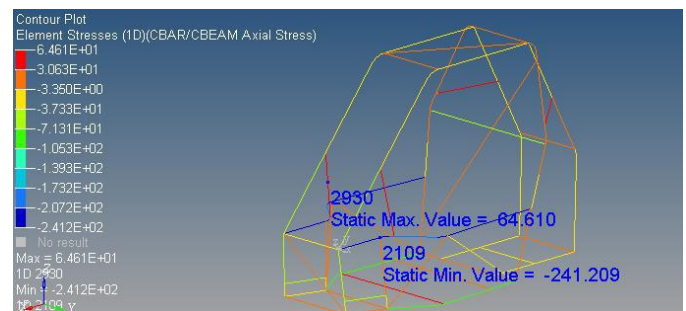 Contour Plot
Element Stresses (1D)(CBAR/CBEAM Axial Stress)
6.461E+01
3.063E+01
-3.350E+00
-3.733E+01
-7.131E+01
-1.053E+02
-1.393E+02
-1.732E+02
-2.072E+02
-2.412E+02
No result
Max = 6.461E+01
1D 2930
Min = -2.412E+02
1D 2109
Y
2930
Static Max. Value = 64.610
2109
Static Min. Value = -241.209